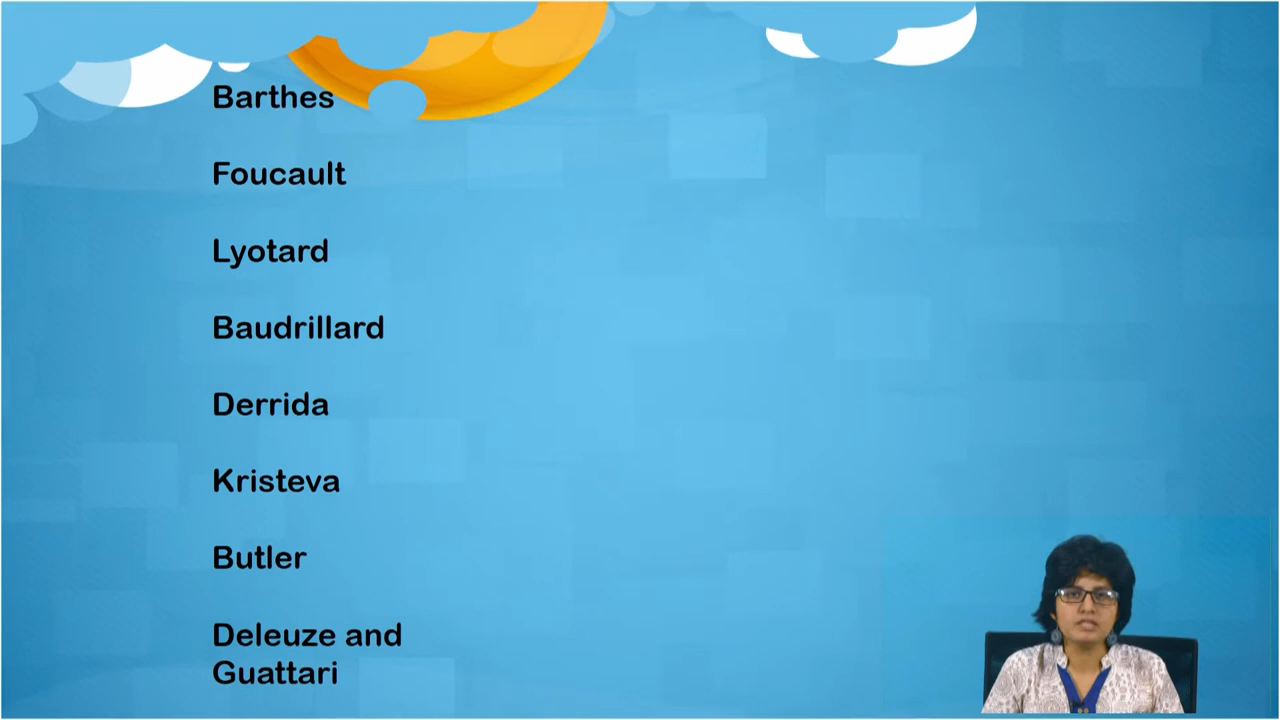 Barthes
Foucault
Lyotard
Baudrillard
Derrida
Kristeva
Butler
Deleuze and
Guattari